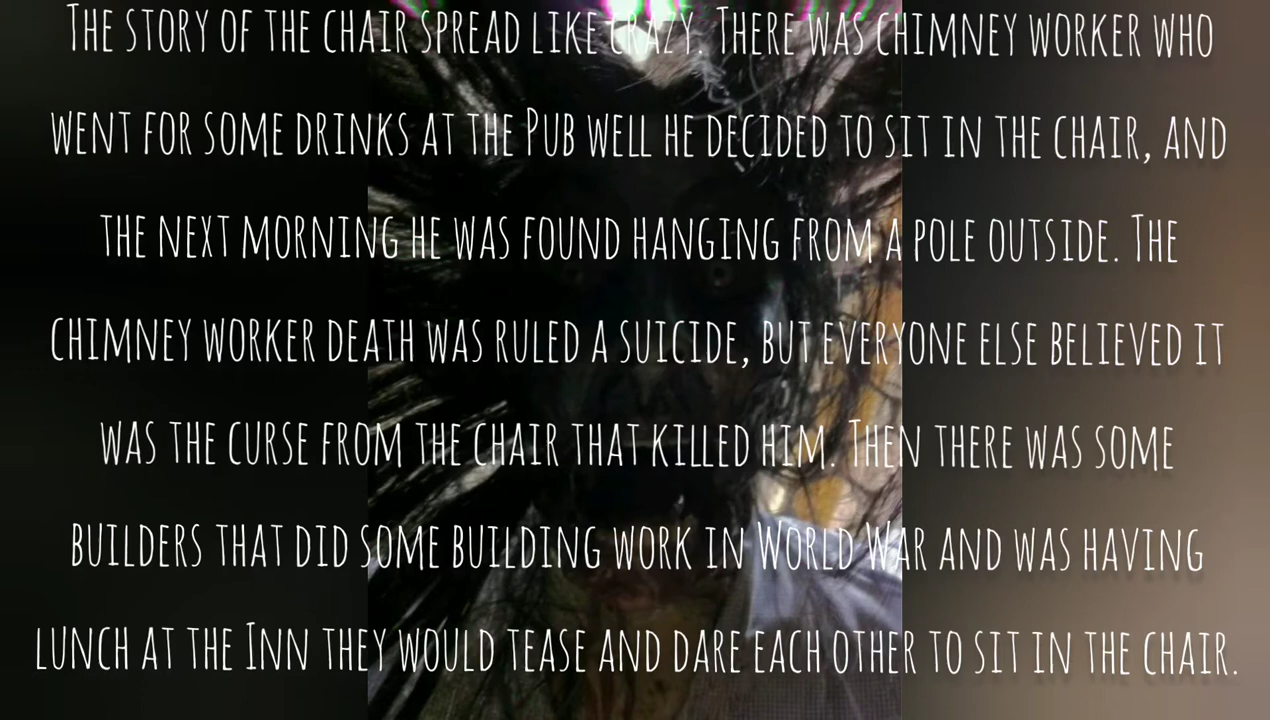 The story of the chair spread like crazy. There was chimney worker who
went for some drinks at the Pub well he decided to sit in the chair, and
the next morning he was found hanging from a pole outside. The
chimney worker death was ruled a suicide, but everyone else believed it
was the curse from the chair that killed him. Then there was some
builders that did some building work in World War and was having
lunch at the Inn they would tease and dare each other to sit in the chair.